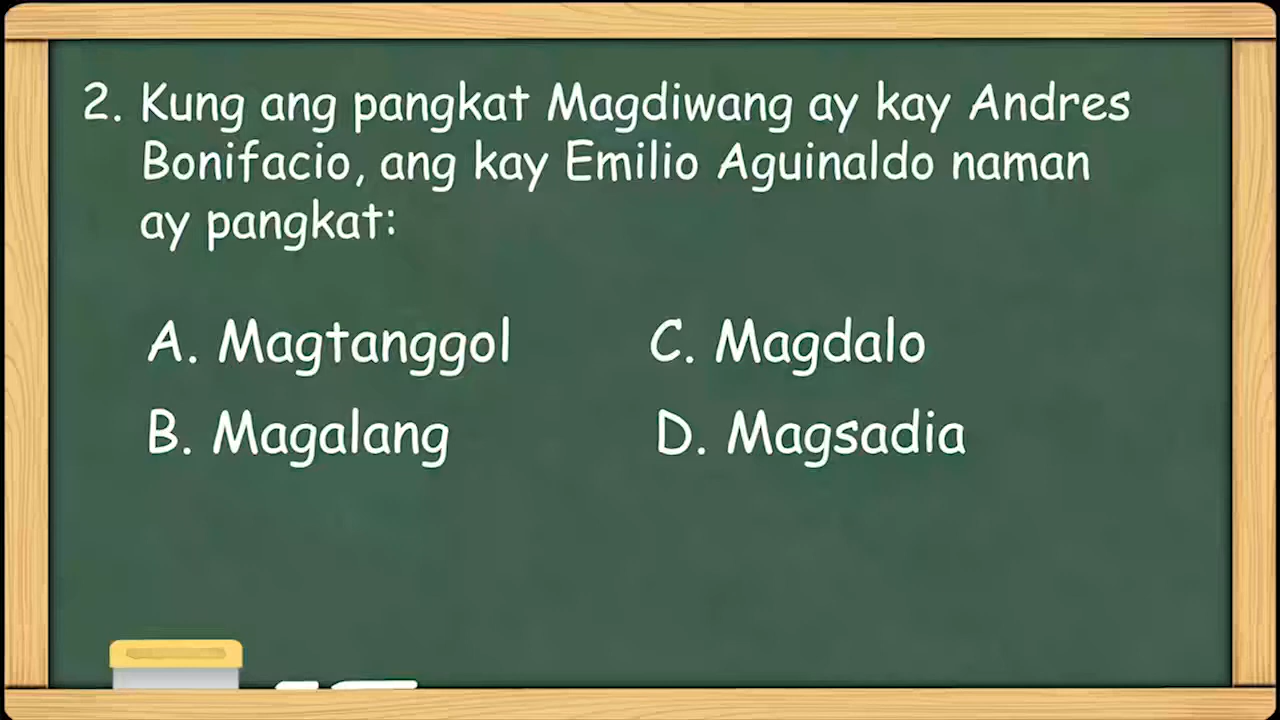 2. Kung ang pangkat Magdiwang ay kay Andres
Bonifacio, ang kay Emilio Aguinaldo naman
ay pangkat:
A. Magtanggol
C. Magdalo
B. Magalang
D. Magsadia